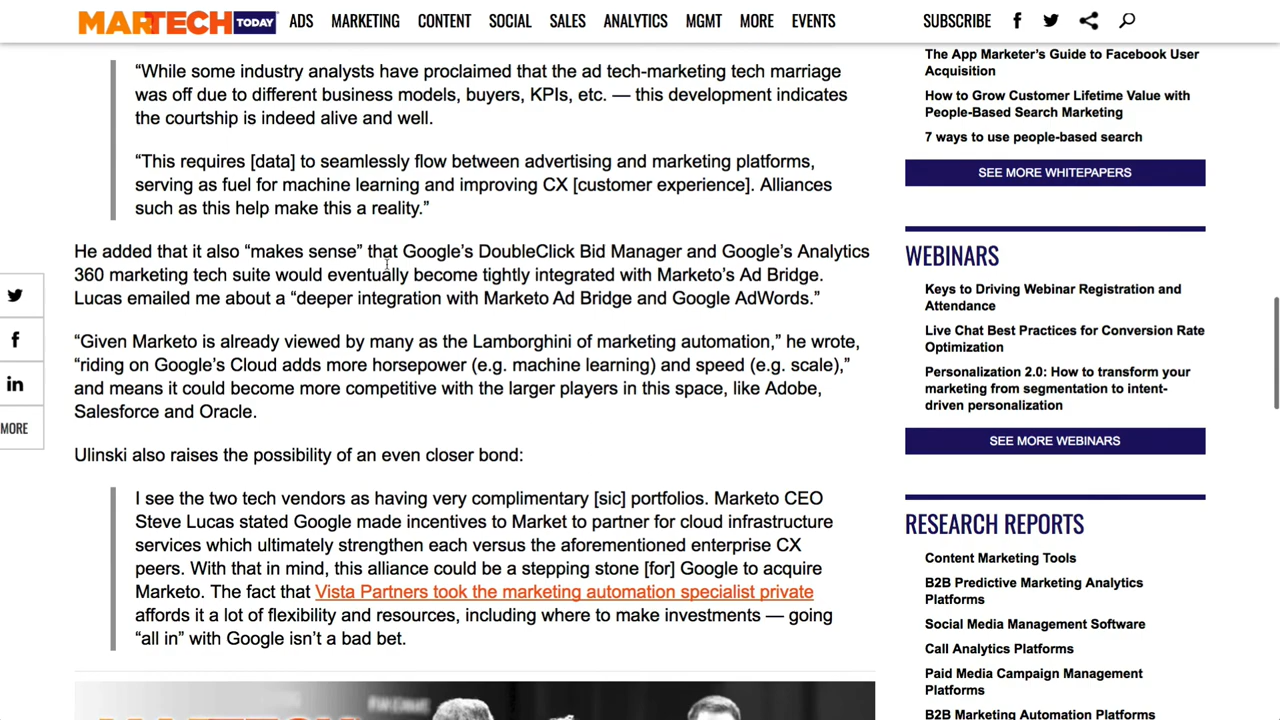 MARTECH TODAY ADS MARKETING CONTENT SOCIAL SALES ANALYTICS MGMT MORE EVENTS SUBSCRIBE
“While some industry analysts have proclaimed that the ad tech-marketing tech marriage
was off due to different business models, buyers, KPIs, etc. — this development indicates
the courtship is indeed alive and well.
“This requires [data] to seamlessly flow between advertising and marketing platforms,
serving as fuel for machine learning and improving CX [customer experience]. Alliances
such as this help make this a reality.”
He added that it also “makes sense” that Google’s DoubleClick Bid Manager and Google’s Analytics
360 marketing tech suite would eventually become tightly integrated with Marketo’s Ad Bridge.
Lucas emailed me about a “deeper integration with Marketo Ad Bridge and Google AdWords.”
“Given Marketo is already viewed by many as the Lamborghini of marketing automation,” he wrote,
“riding on Google’s Cloud adds more horsepower (e.g. machine learning) and speed (e.g. scale),”
and means it could become more competitive with the larger players in this space, like Adobe,
Salesforce and Oracle.
Ulinski also raises the possibility of an even closer bond:
I see the two tech vendors as having very complimentary [sic] portfolios. Marketo CEO
Steve Lucas stated Google made incentives to Market to partner for cloud infrastructure
services which ultimately strengthen each versus the aforementioned enterprise CX
peers. With that in mind, this alliance could be a stepping stone [for] Google to acquire
Marketo. The fact that Vista Partners took the marketing automation specialist private
affords it a lot of flexibility and resources, including where to make investments — going
“all in” with Google isn’t a bad bet.
MORE
The App Marketer’s Guide to Facebook User
Acquisition
How to Grow Customer Lifetime Value with
People-Based Search Marketing
7 ways to use people-based search
SEE MORE WHITEPAPERS
WEBINARS
Keys to Driving Webinar Registration and
Attendance
Live Chat Best Practices for Conversion Rate
Optimization
Personalization 2.0: How to transform your
marketing from segmentation to intent-
driven personalization
SEE MORE WEBINARS
RESEARCH REPORTS
Content Marketing Tools
B2B Predictive Marketing Analytics
Platforms
Social Media Management Software
Call Analytics Platforms
Paid Media Campaign Management
Platforms
B2B Marketing Automation Platforms